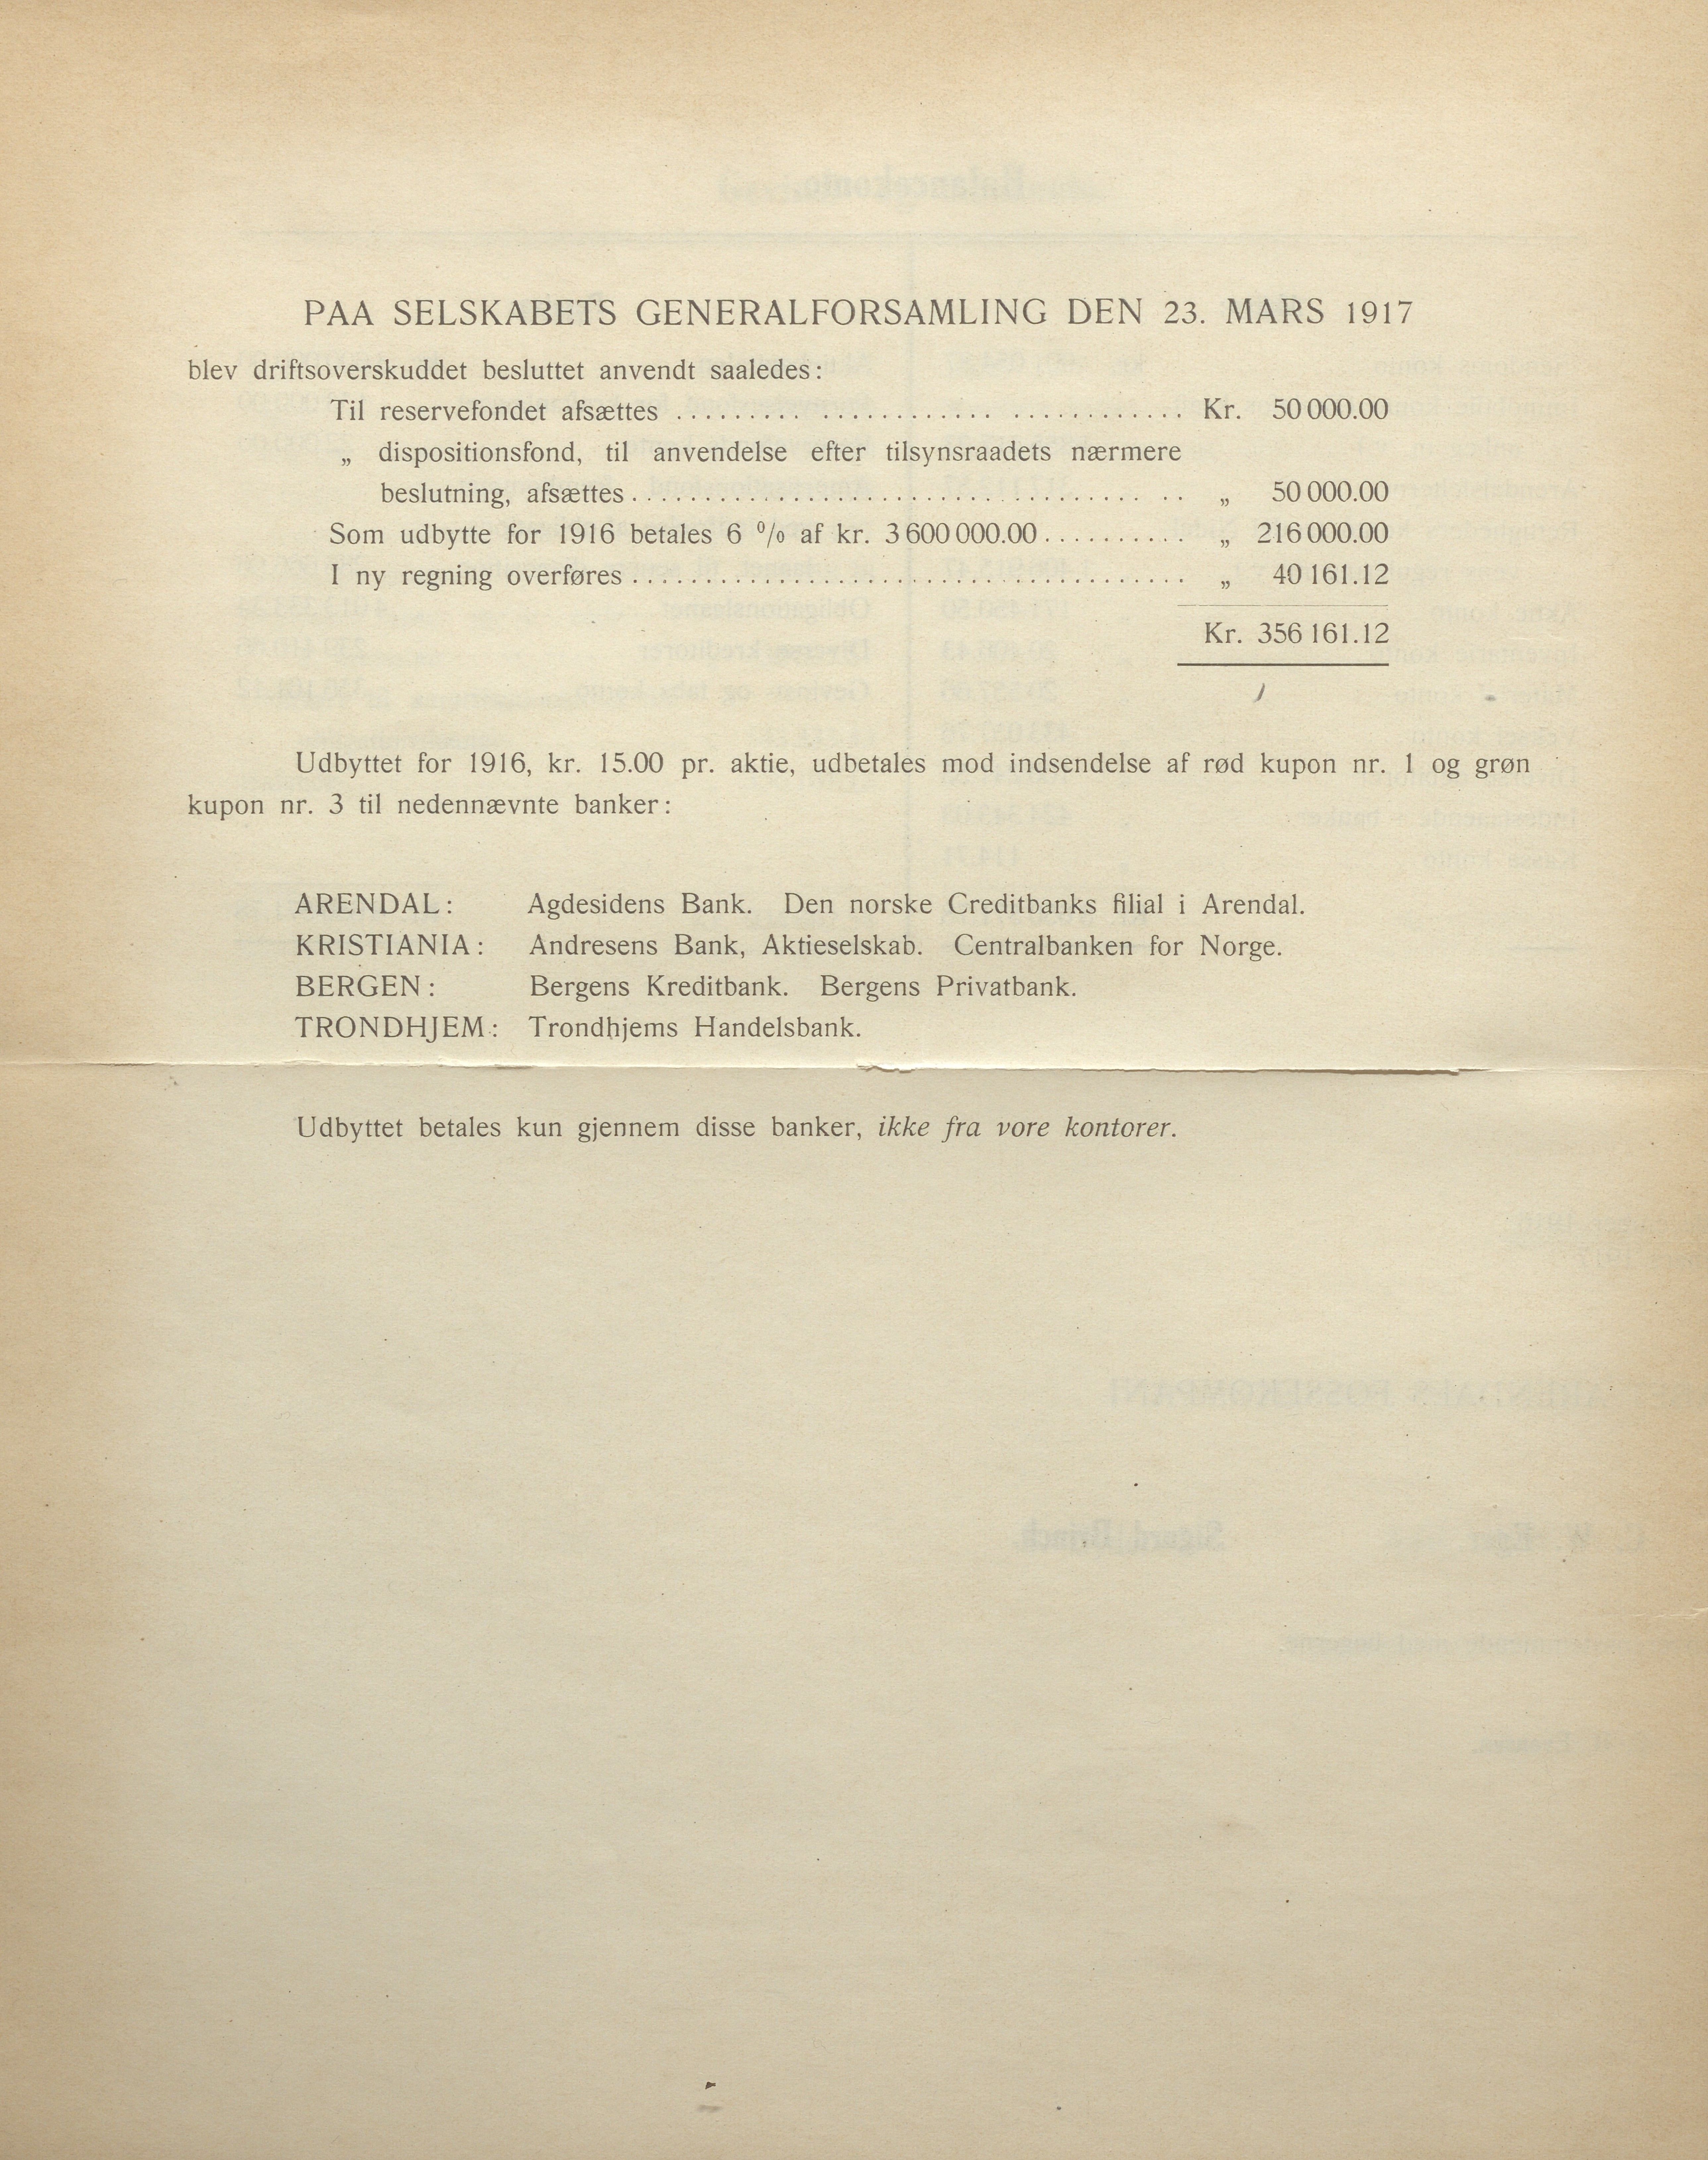 PAA SELSKABETS GENERALFORSAMLING DEN 23. MARS 1917
blev driftsoverskuddet besluttet anvendt saaledes:
Til reservefondet afsættes .................... ................ Kr. 50 000.00
„ dispositionsfond, til anvendelse efter tilsynsraadets nærmere
beslutning, afsættes.................................. .. „ 50 000.00
Som udbytte for 1916 betales 6 % af kr. 3 600 000.00.......... „ 216 000.00
I ny regning overføres.................................... „ 40 161.12
Kr. 356 161.12
Udbyttet for 1916, kr. 15.00 pr. aktie, udbetales mod indsendelse af rød kupon nr. 1 og grøn
kupon nr. 3 til nedennævnte banker:
ARENDAL: Agdesidens Bank. Den norske Creditbanks filial i Arendal.
KRISTIANIA: Andresens Bank, Aktieselskab. Centralbanken for Norge.
BERGEN: Bergens Kreditbank. Bergens Privatbank.
TRONDHJEM: Trondhjems Handelsbank.
Udbyttet betales kun gjennem disse banker, ikke fra vore kontorer.